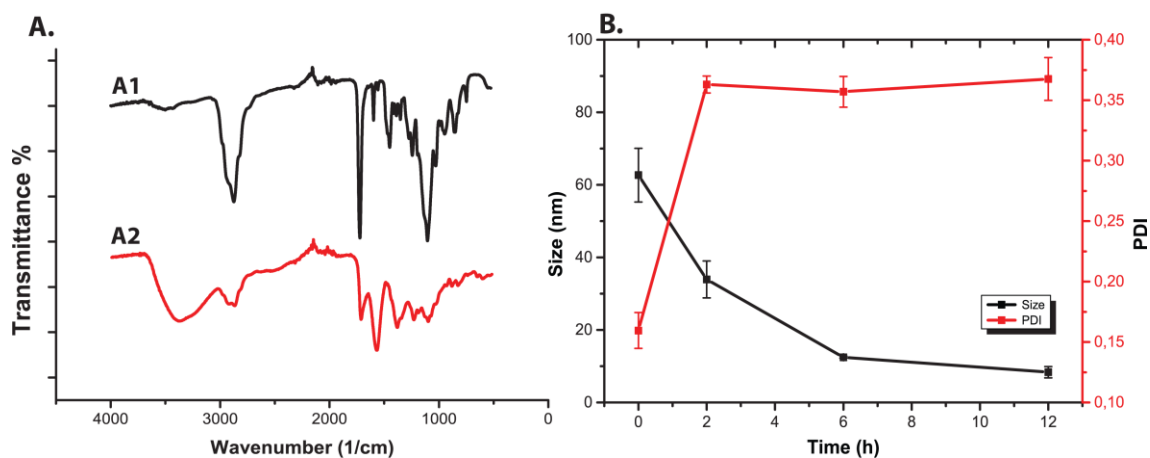 A.
A1
A2
Transmittance %
4000
3000
2000
1000
0
Wavenumber (1/cm)
B.
100
80
60
40
20
0
Size (nm)
0
2
4
6
8
10
12
Time (h)
0,40
0,35
0,30
0,25
0,20
0,15
0,10
PDI
Size
PDI